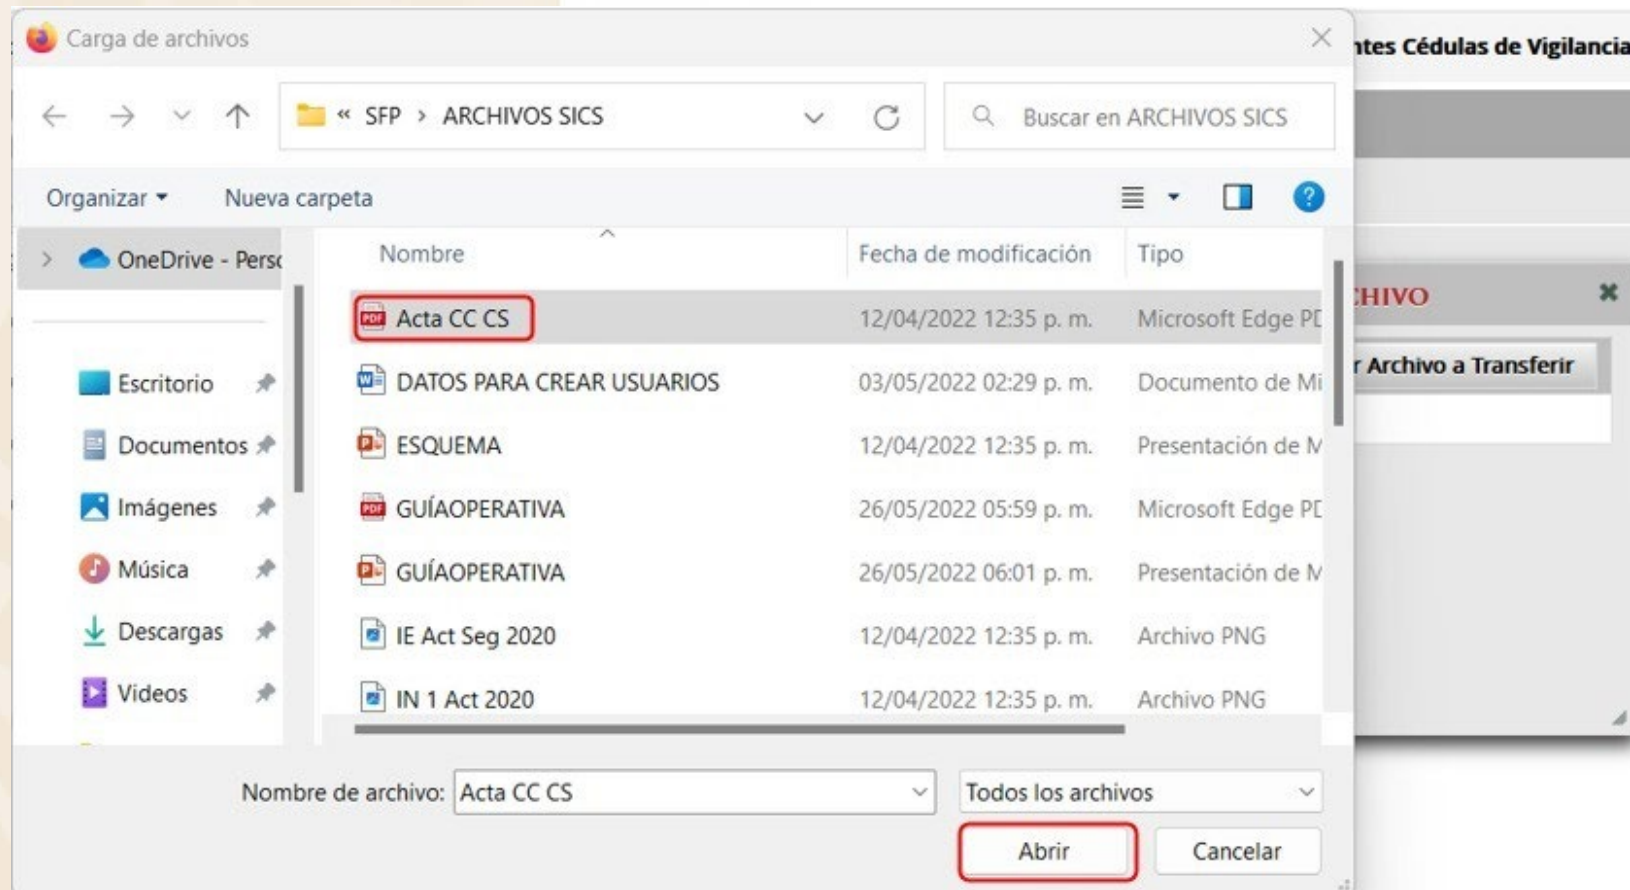 Carga de archivos
ntes Cédulas de Vigilancia
« SFP > ARCHIVOS SICS
Buscar en ARCHIVOS SICS
Organizar
Nueva carpeta
OneDrive - Perso
Nombre
Fecha de modificación
Tipo
CHIVO
Acta CC CS
12/04/2022 12:35 p. m.
Microsoft Edge PD
r Archivo a Transferir
Escritorio
DATOS PARA CREAR USUARIOS
03/05/2022 02:29 p. m.
Documento de Mi
Documentos
ESQUEMA
12/04/2022 12:35 p. m.
Presentación de M
Imágenes
GUÍAOPERATIVA
26/05/2022 05:59 p. m.
Microsoft Edge PD
Música
GUÍAOPERATIVA
26/05/2022 06:01 p. m.
Presentación de M
Descargas
IE Act Seg 2020
12/04/2022 12:35 p. m.
Archivo PNG
Videos
IN 1 Act 2020
12/04/2022 12:35 p. m.
Archivo PNG
Nombre de archivo:
Acta CC CS
Todos los archivos
Abrir
Cancelar